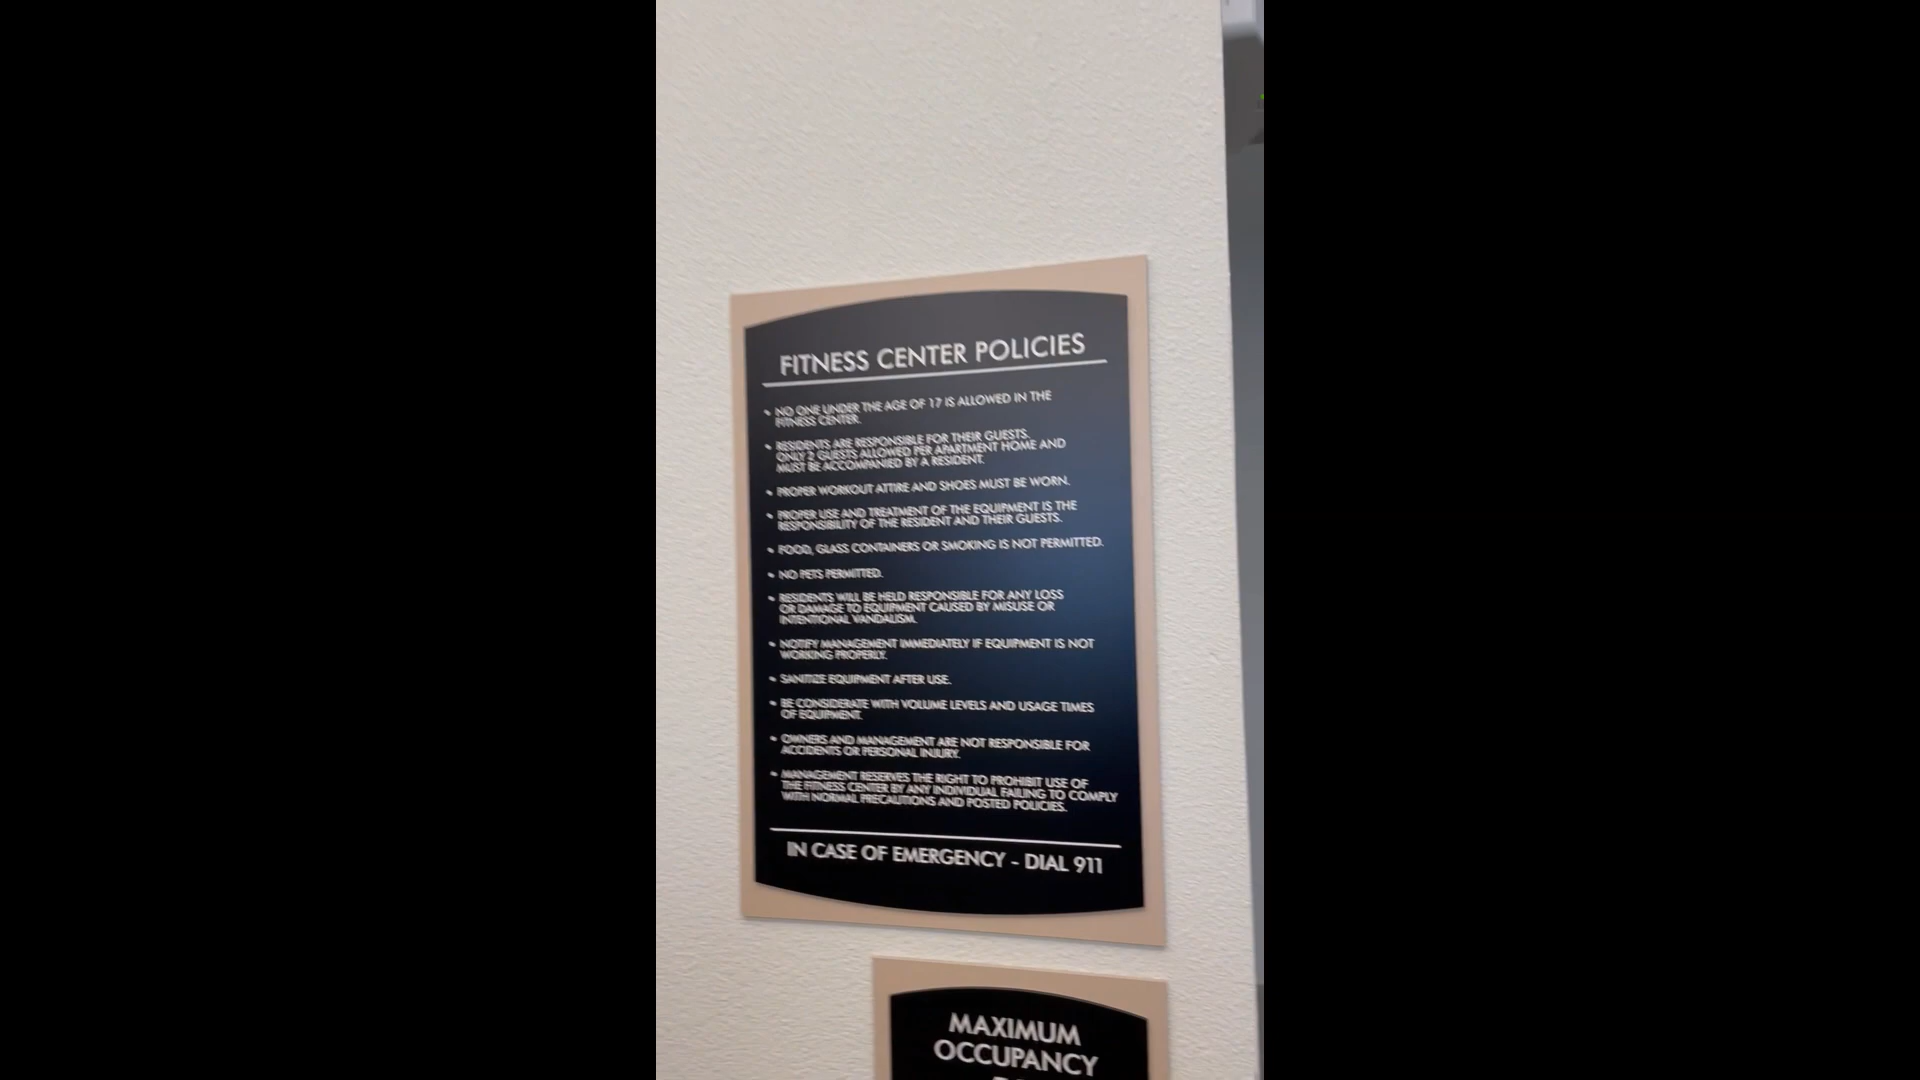 FITNESS CENTER POLICIES
• NO ONE UNDER THE AGE OF 17 IS ALLOWED IN THE
FITNESS CENTER.
• RESIDENTS ARE RESPONSIBLE FOR THEIR GUESTS.
ONLY 2 GUESTS ALLOWED PER APARTMENT HOME AND
MUST BE ACCOMPANIED BY A RESIDENT.
• PROPER WORKOUT ATTIRE AND SHOES MUST BE WORN.
• PROPER USE AND TREATMENT OF THE EQUIPMENT IS THE
RESPONSIBILITY OF THE RESIDENT AND THEIR GUESTS.
• FOOD, GLASS CONTAINERS OR SMOKING IS NOT PERMITTED.
• NO PETS PERMITTED.
• RESIDENTS WILL BE HELD RESPONSIBLE FOR ANY LOSS
OR DAMAGE TO EQUIPMENT CAUSED BY MISUSE OR
INTENTIONAL VANDALISM.
• NOTIFY MANAGEMENT IMMEDIATELY IF EQUIPMENT IS NOT
WORKING PROPERLY.
• SANITIZE EQUIPMENT AFTER USE.
• BE CONSIDERATE WITH VOLUME LEVELS AND USAGE TIMES
OF EQUIPMENT.
• OWNERS AND MANAGEMENT ARE NOT RESPONSIBLE FOR
ACCIDENTS OR PERSONAL INJURY.
• MANAGEMENT RESERVES THE RIGHT TO PROHIBIT USE OF
THE FITNESS CENTER BY ANY INDIVIDUAL FAILING TO COMPLY
WITH NORMAL PRECAUTIONS AND POSTED POLICIES.
IN CASE OF EMERGENCY - DIAL 911
MAXIMUM
OCCUPANCY